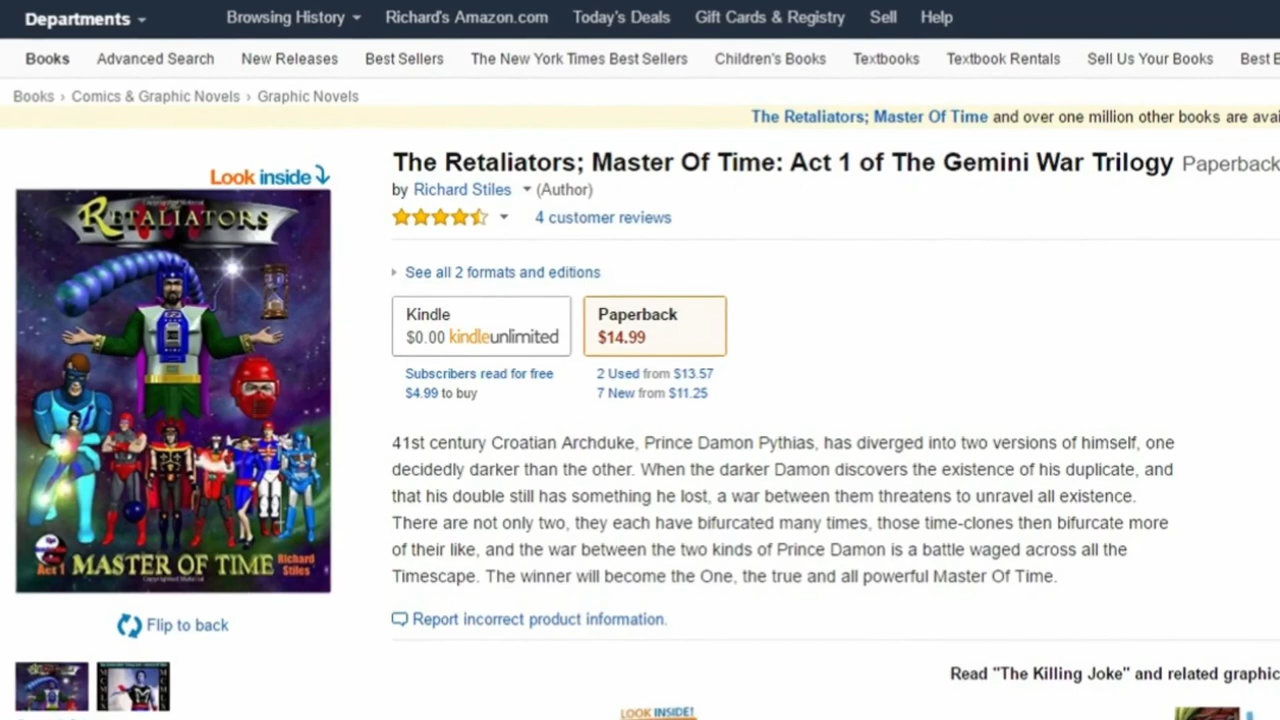 Departments
Browsing History
Richard's Amazon.com
Today's Deals
Gift Cards & Registry
Sell
Help
Books
Advanced Search
New Releases
Best Sellers
The New York Times Best Sellers
Children's Books
Textbooks
Textbook Rentals
Sell Us Your Books
Best
Books › Comics & Graphic Novels › Graphic Novels
The Retaliators; Master Of Time and over one million other books are avai
Look inside
RETALIATORS
Act 1 MASTER OF TIME Richard Stiles
Flip to back
The Retaliators; Master Of Time: Act 1 of The Gemini War Trilogy Paperback
by Richard Stiles (Author)
4 customer reviews
See all 2 formats and editions
Kindle
$0.00 kindleunlimited
Subscribers read for free
$4.99 to buy
Paperback
$14.99
2 Used from $13.57
7 New from $11.25
41st century Croatian Archduke, Prince Damon Pythias, has diverged into two versions of himself, one
decidedly darker than the other. When the darker Damon discovers the existence of his duplicate, and
that his double still has something he lost, a war between them threatens to unravel all existence.
There are not only two, they each have bifurcated many times, those time-clones then bifurcate more
of their like, and the war between the two kinds of Prince Damon is a battle waged across all the
Timescape. The winner will become the One, the true and all powerful Master Of Time.
Report incorrect product information.
Read "The Killing Joke" and related graphic
LOOK INSIDE!